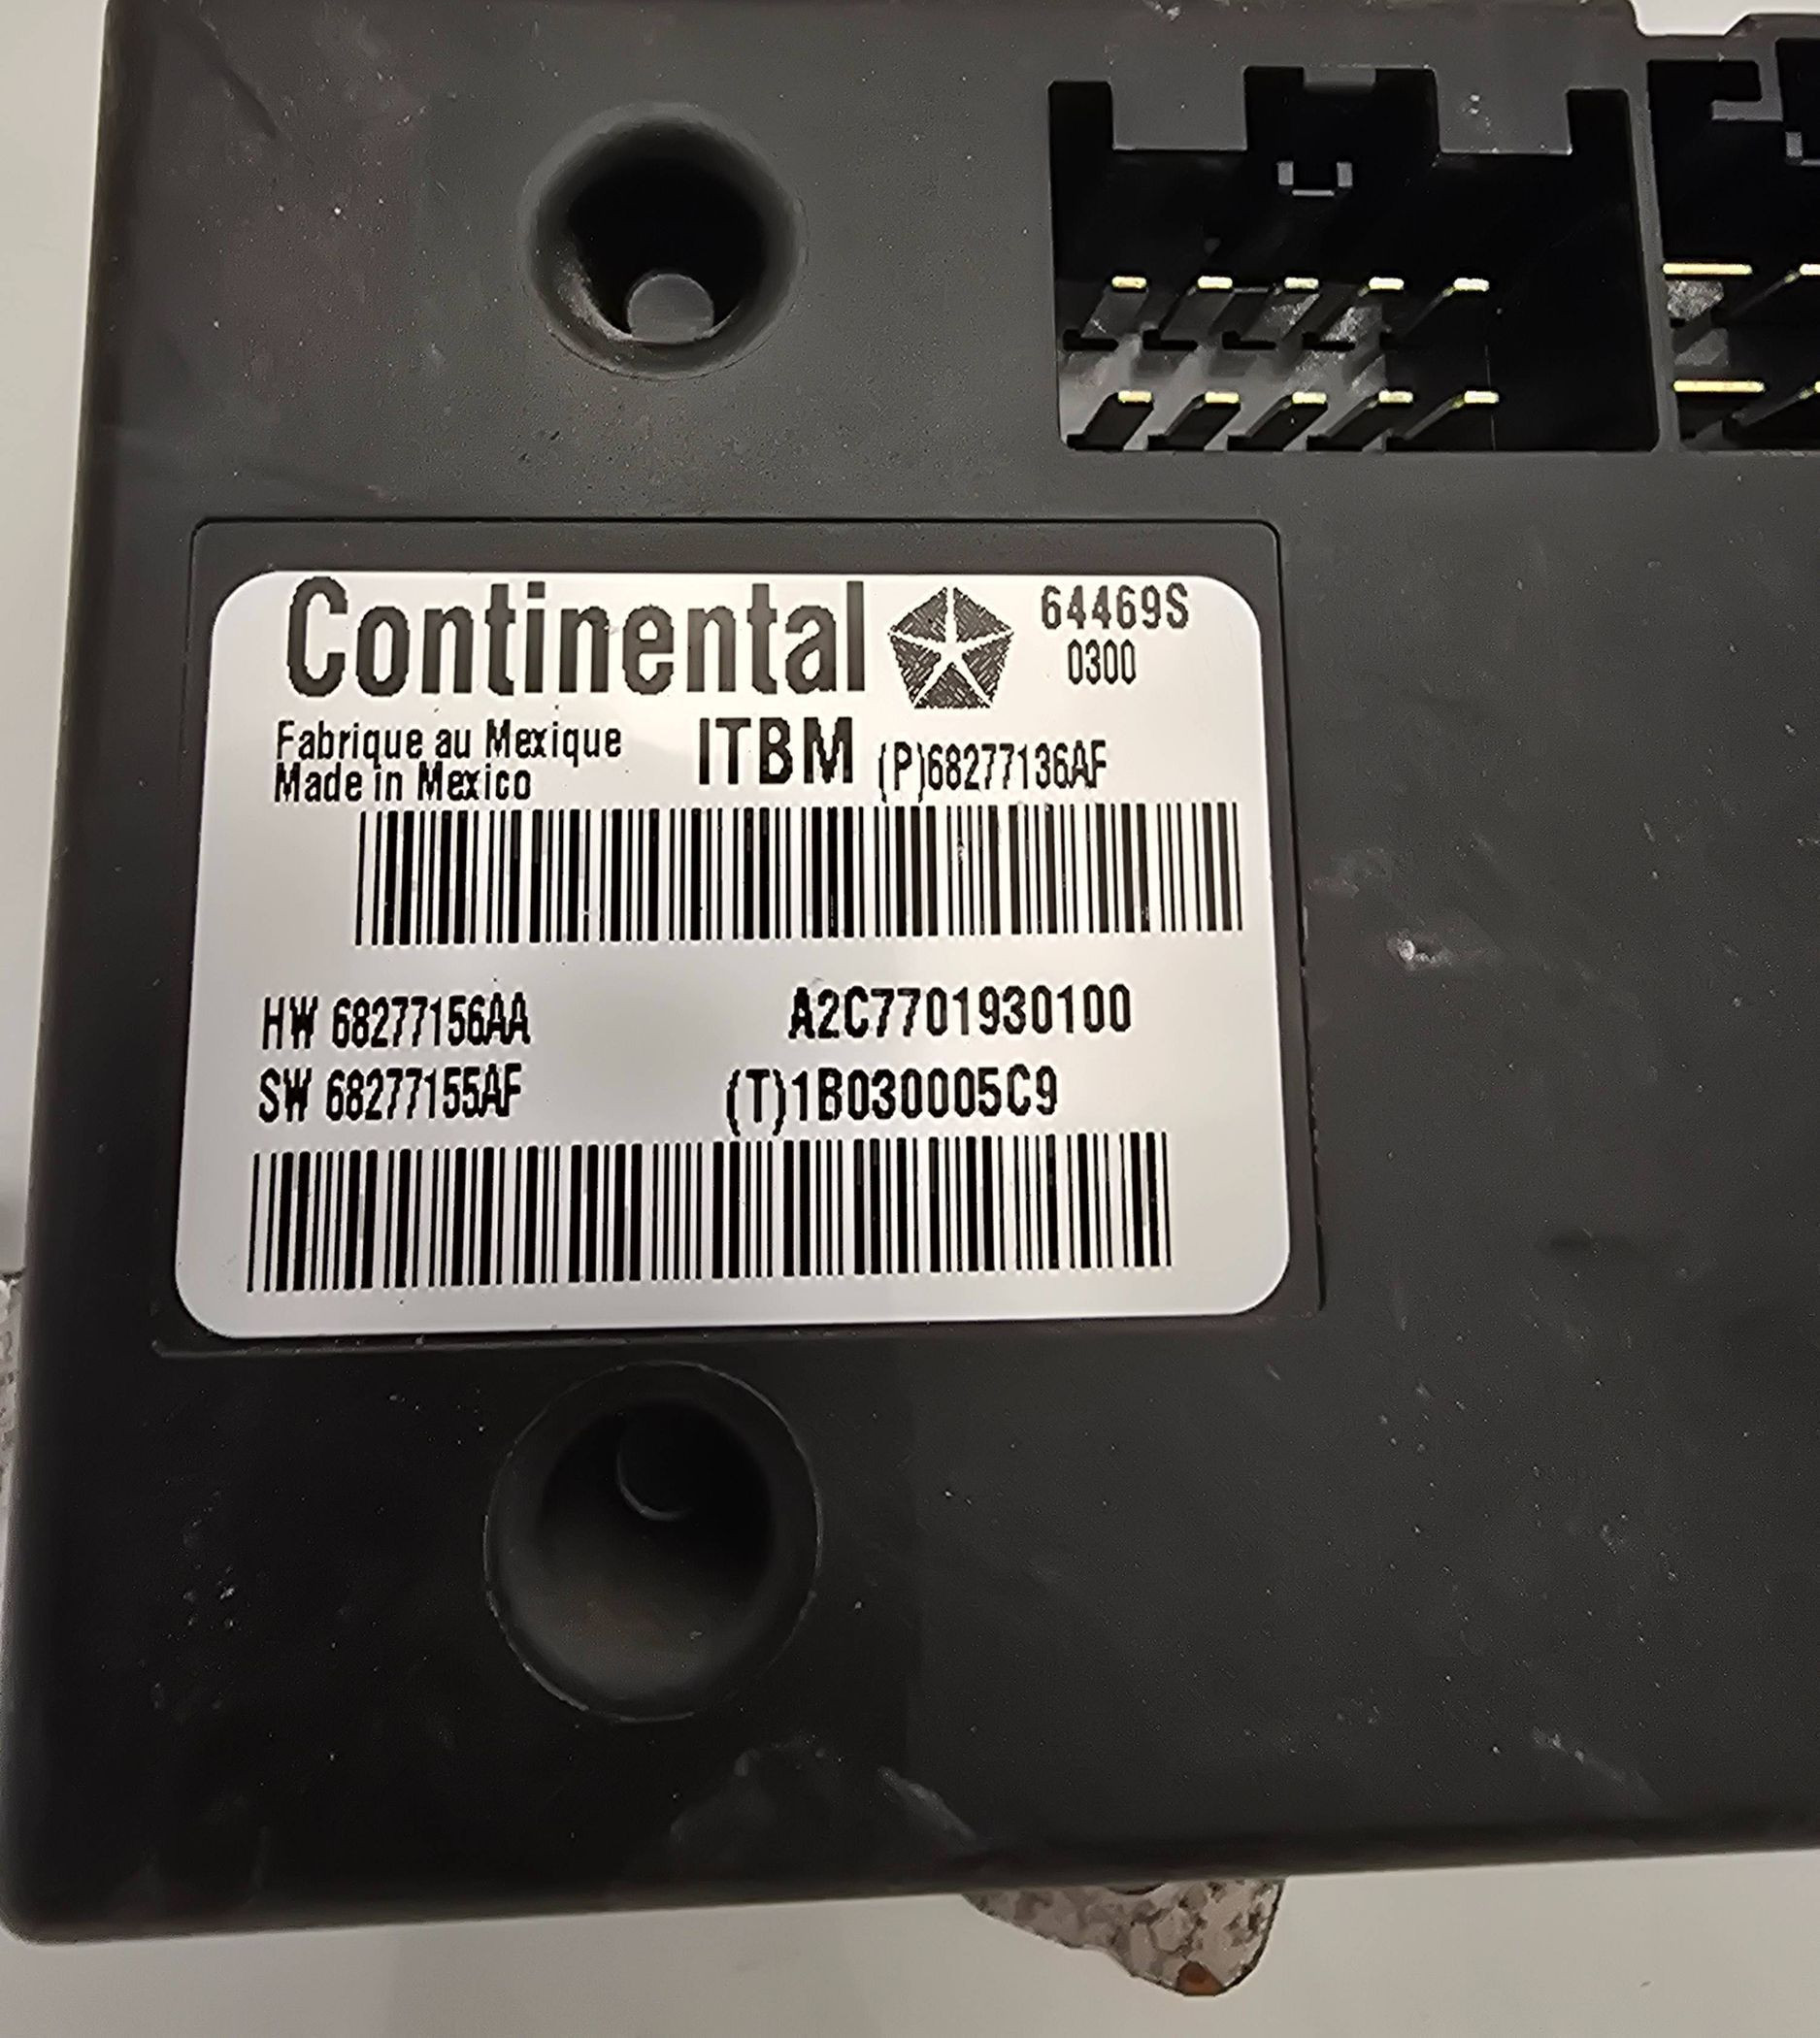 Continental 64469S
0300
Fabrique au Mexique
Made in Mexico
ITBM (P)68277136AF
HW 68277156AA A2C7701930100
SW 68277155AF (T)1B030005C9